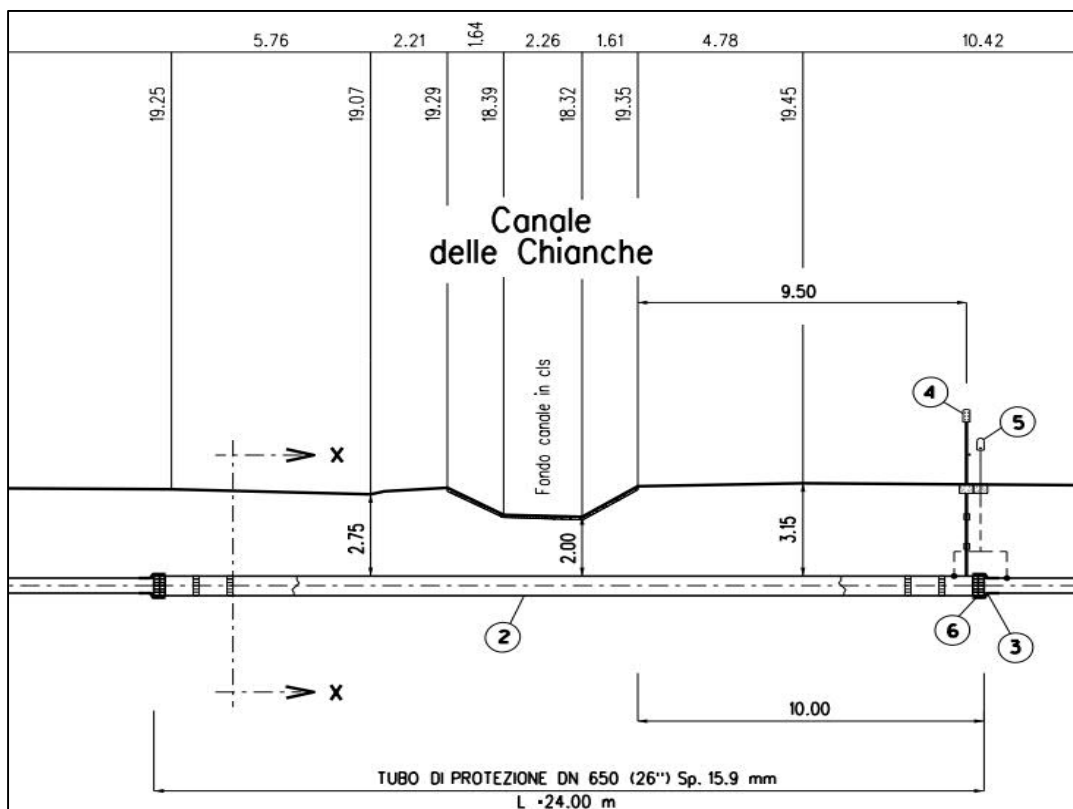 5.76 2.21 1.64 2.26 1.61 4.78 10.42
19.25 19.07 19.29 18.39 18.32 19.35 19.45
Canale
delle Chianche
9.50
Fondo canale in cls
4
5
X
2.75
2.00
3.15
2
6
3
X
10.00
TUBO DI PROTEZIONE DN 650 (26") Sp. 15.9 mm
L =24.00 m